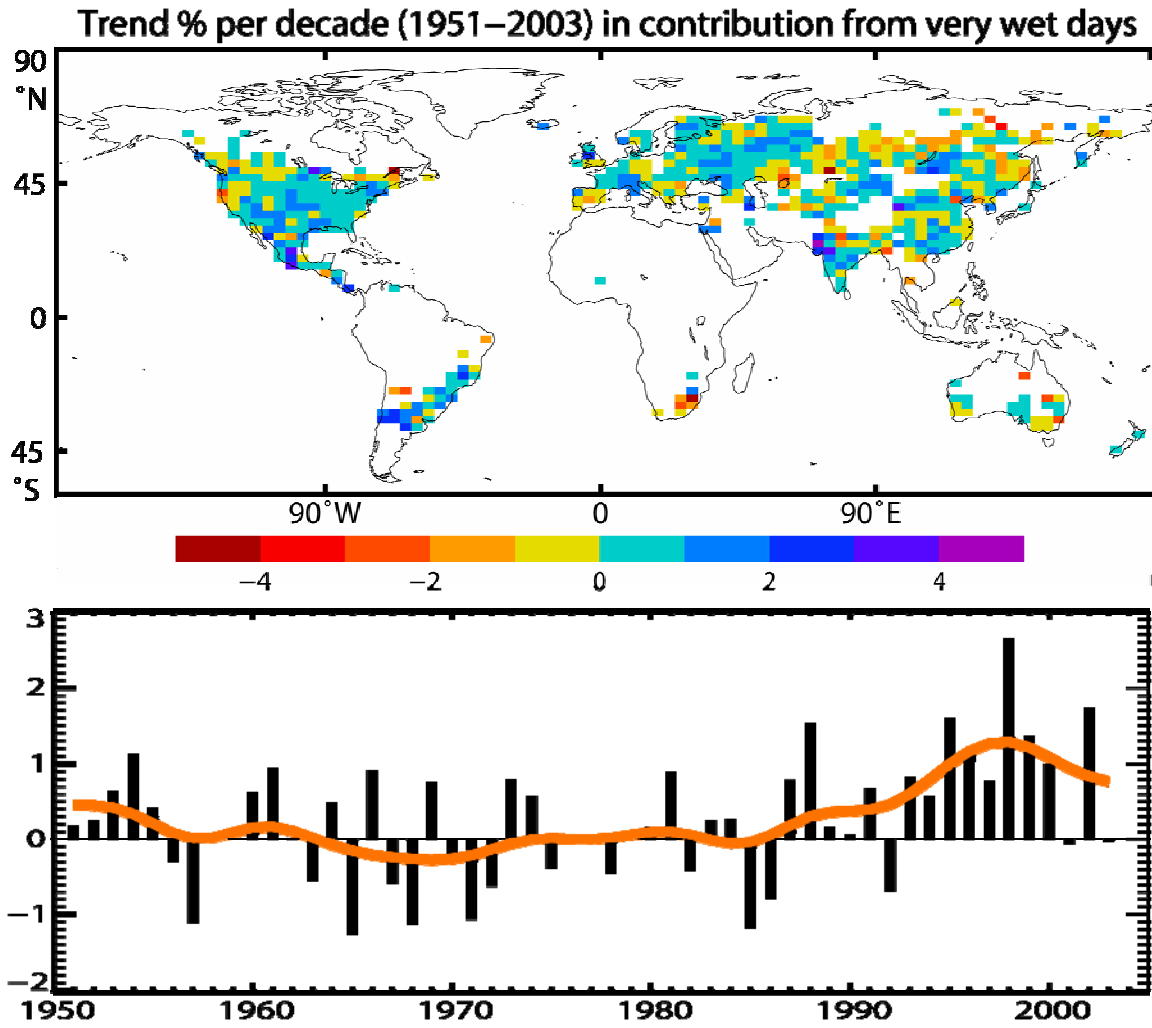 Trend % per decade (1951–2003) in contribution from very wet days
90
˚N
45
0
45
˚S
90˚W 0 90˚E
−4 −2 0 2 4
3
2
1
0
−1
−2
1950 1960 1970 1980 1990 2000